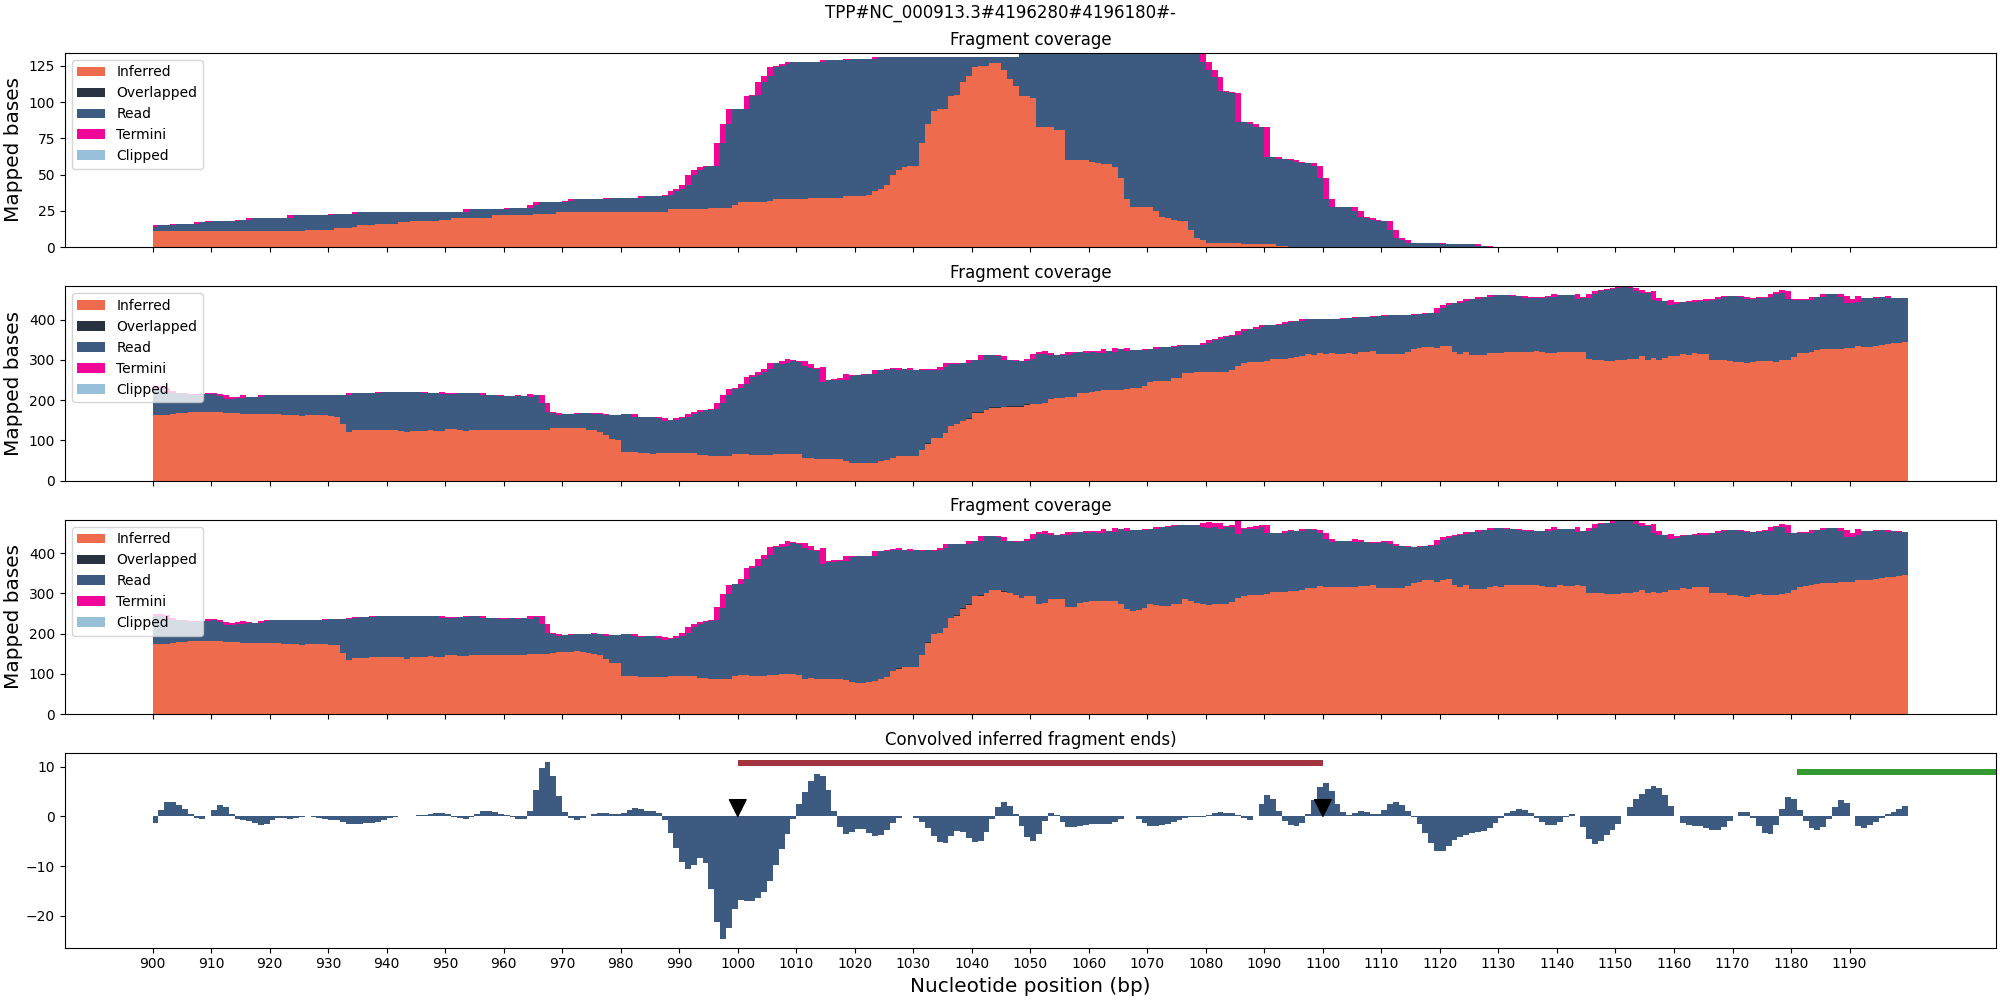 TPP#NC_000913.3#4196280#4196180#-
Fragment coverage
Mapped bases
125
100
75
50
25
0
Inferred
Overlapped
Read
Termini
Clipped
Fragment coverage
Mapped bases
400
300
200
100
0
Inferred
Overlapped
Read
Termini
Clipped
Fragment coverage
Mapped bases
400
300
200
100
0
Inferred
Overlapped
Read
Termini
Clipped
Convolved inferred fragment ends)
10
0
−10
−20
900 910 920 930 940 950 960 970 980 990 1000 1010 1020 1030 1040 1050 1060 1070 1080 1090 1100 1110 1120 1130 1140 1150 1160 1170 1180 1190
Nucleotide position (bp)